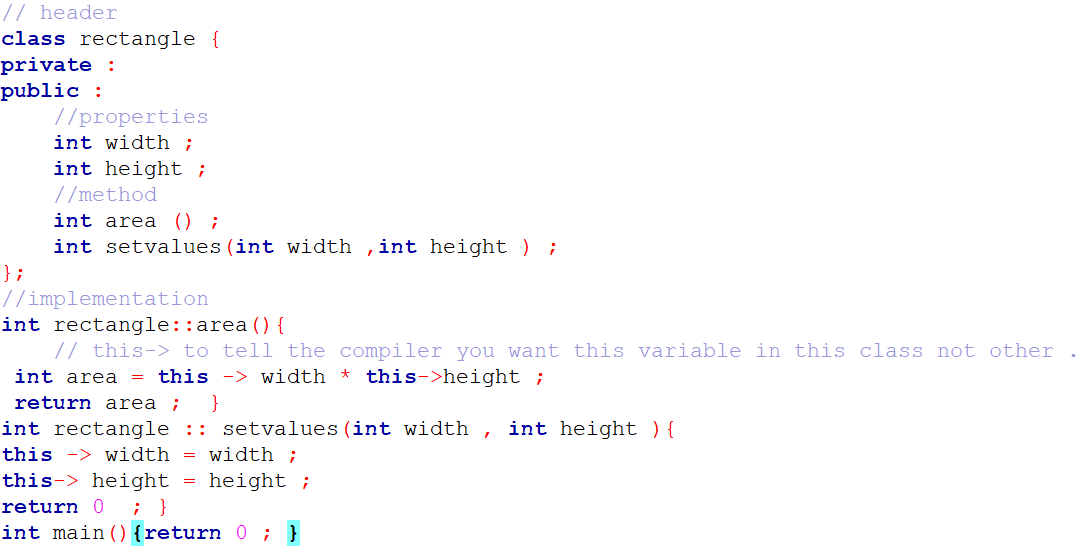 // header
class rectangle {
private :
public :
    //properties
    int width ;
    int height ;
    //method
    int area () ;
    int setvalues(int width ,int height ) ;
};
//implementation
int rectangle::area(){
    // this-> to tell the compiler you want this variable in this class not other .
 int area = this -> width * this->height ;
 return area ;  }
int rectangle :: setvalues(int width , int height ){
this -> width = width ;
this-> height = height ;
return 0  ; }
int main(){return 0 ; }